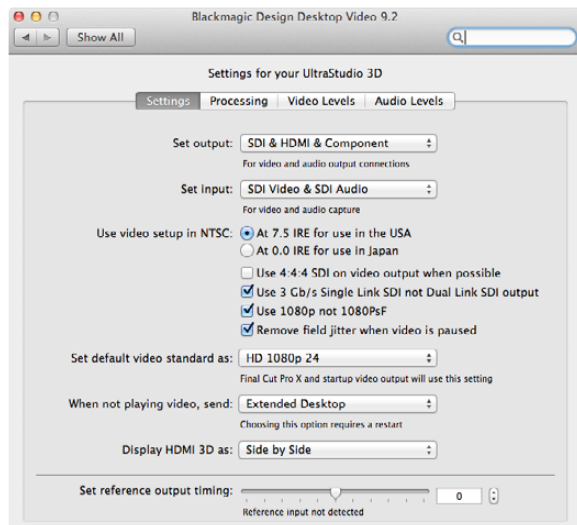 Blackmagic Design Desktop Video 9.2
Show All
Settings for your UltraStudio 3D
Settings Processing Video Levels Audio Levels
Set output: SDI & HDMI & Component
For video and audio output connections
Set input: SDI Video & SDI Audio
For video and audio capture
Use video setup in NTSC: At 7.5 IRE for use in the USA
At 0.0 IRE for use in Japan
Use 4:4:4 SDI on video output when possible
Use 3 Gb/s Single Link SDI not Dual Link SDI output
Use 1080p not 1080PsF
Remove field jitter when video is paused
Set default video standard as: HD 1080p 24
Final Cut Pro X and startup video output will use this setting
When not playing video, send: Extended Desktop
Choosing this option requires a restart
Display HDMI 3D as: Side by Side
Set reference output timing: 0
Reference input not detected